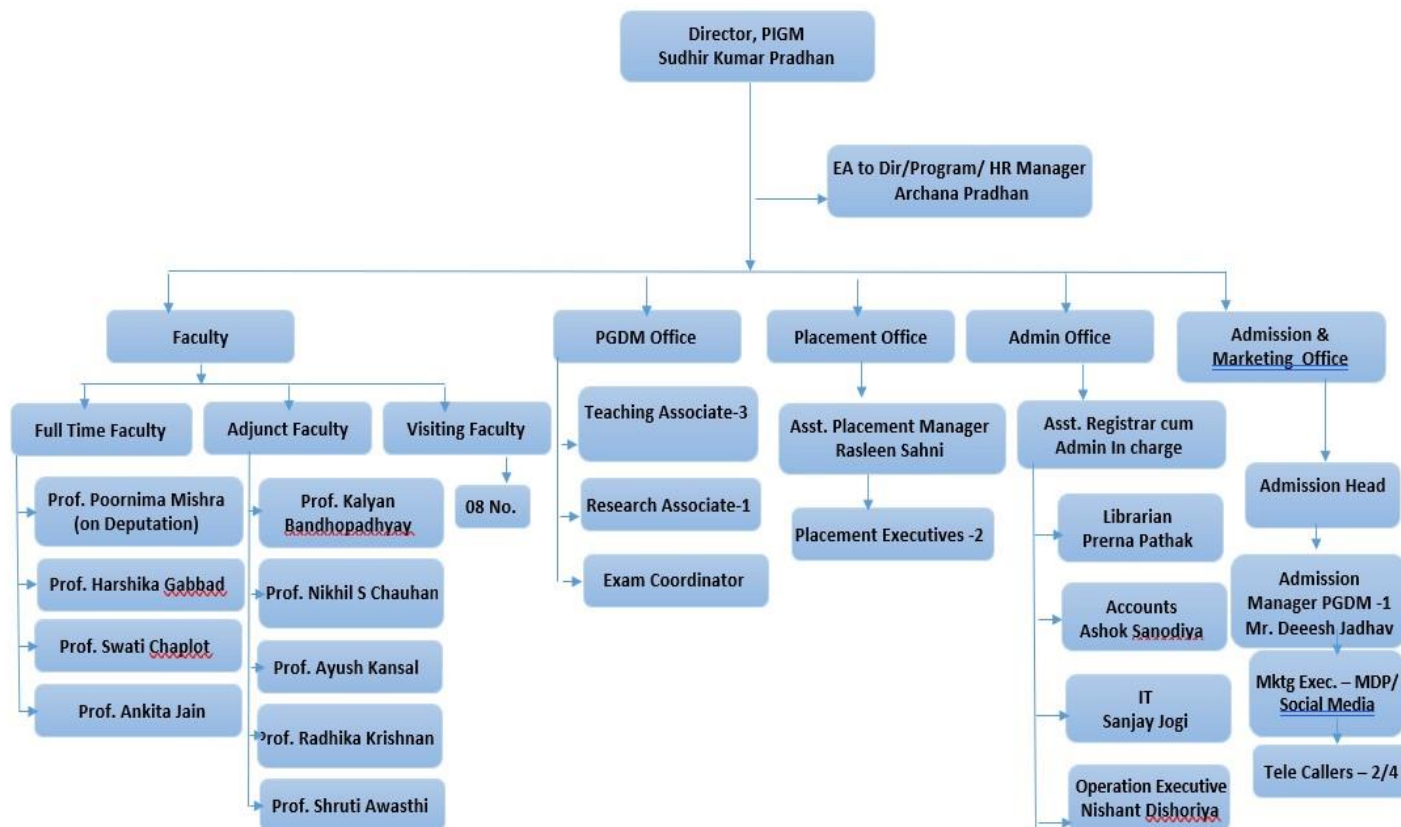 Director, PIGM
Sudhir Kumar Pradhan
EA to Dir/Program/ HR Manager
Archana Pradhan
Faculty
PGDM Office
Placement Office
Admin Office
Admission &
Marketing Office
Full Time Faculty
Adjunct Faculty
Visiting Faculty
Prof. Poornima Mishra
(on Deputation)
Prof. Harshika Gabbad
Prof. Swati Chaplot
Prof. Ankita Jain
Prof. Kalyan
Bandhopadhyay
Prof. Nikhil S Chauhan
Prof. Ayush Kansal
Prof. Radhika Krishnan
Prof. Shruti Awasthi
08 No.
Teaching Associate-3
Research Associate-1
Exam Coordinator
Asst. Placement Manager
Rasleen Sahni
Placement Executives -2
Asst. Registrar cum
Admin In charge
Librarian
Prerna Pathak
Accounts
Ashok Sanodiya
IT
Sanjay Jogi
Operation Executive
Nishant Dishoriya
Admission Head
Admission
Manager PGDM -1
Mr. Deeesh Jadhav
Mktg Exec. – MDP/
Social Media
Tele Callers – 2/4